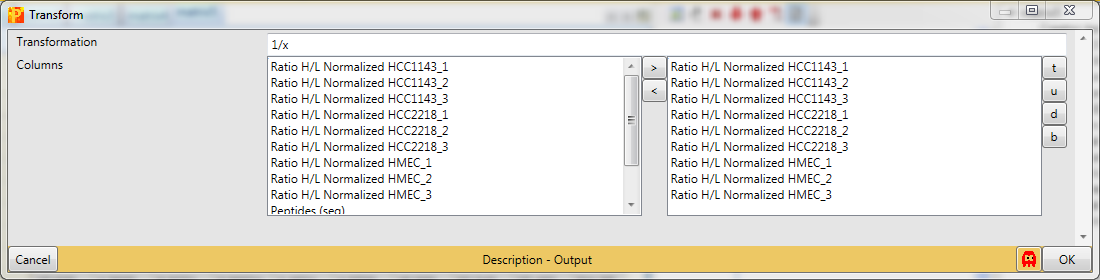 Transform
Transformation
1/x
Columns
Ratio H/L Normalized HCC1143_1
Ratio H/L Normalized HCC1143_2
Ratio H/L Normalized HCC1143_3
Ratio H/L Normalized HCC2218_1
Ratio H/L Normalized HCC2218_2
Ratio H/L Normalized HCC2218_3
Ratio H/L Normalized HMEC_1
Ratio H/L Normalized HMEC_2
Ratio H/L Normalized HMEC_3
Peptides (seq)
>
<
Ratio H/L Normalized HCC1143_1
Ratio H/L Normalized HCC1143_2
Ratio H/L Normalized HCC1143_3
Ratio H/L Normalized HCC2218_1
Ratio H/L Normalized HCC2218_2
Ratio H/L Normalized HCC2218_3
Ratio H/L Normalized HMEC_1
Ratio H/L Normalized HMEC_2
Ratio H/L Normalized HMEC_3
t
u
d
b
Cancel
Description - Output
OK